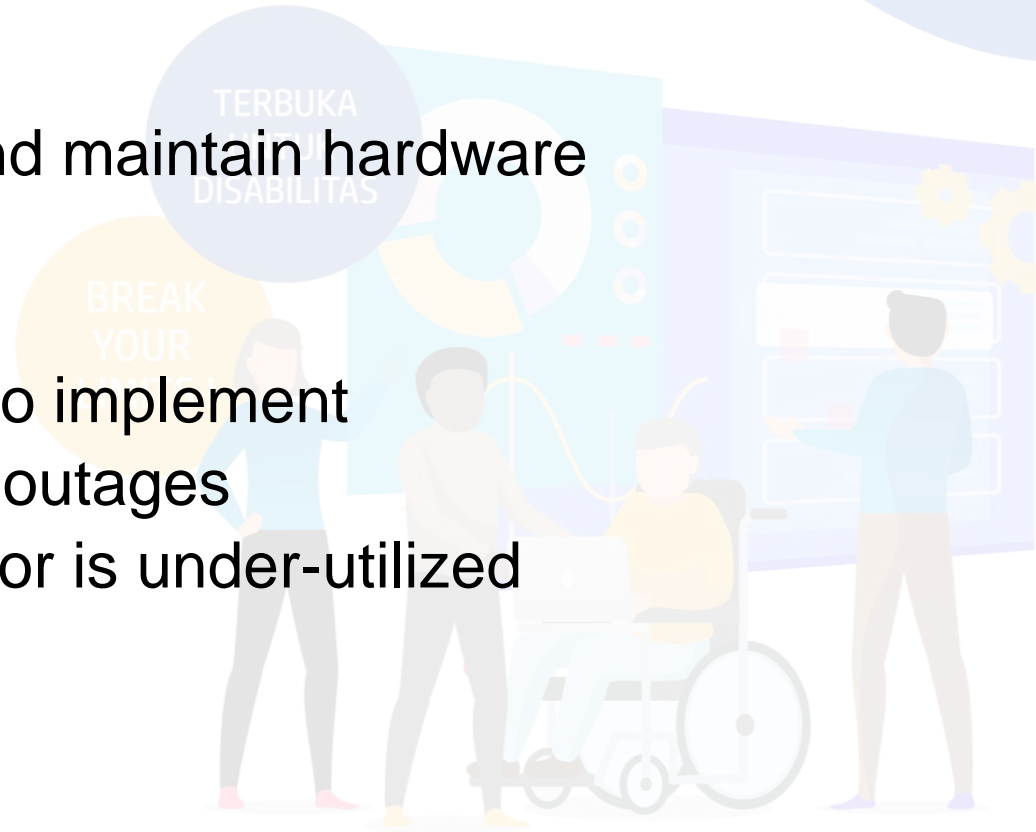 TERBUKA
nd maintain hardware
DISABILITAS
BREAK
YOUR
o implement
outages
or is under-utilized